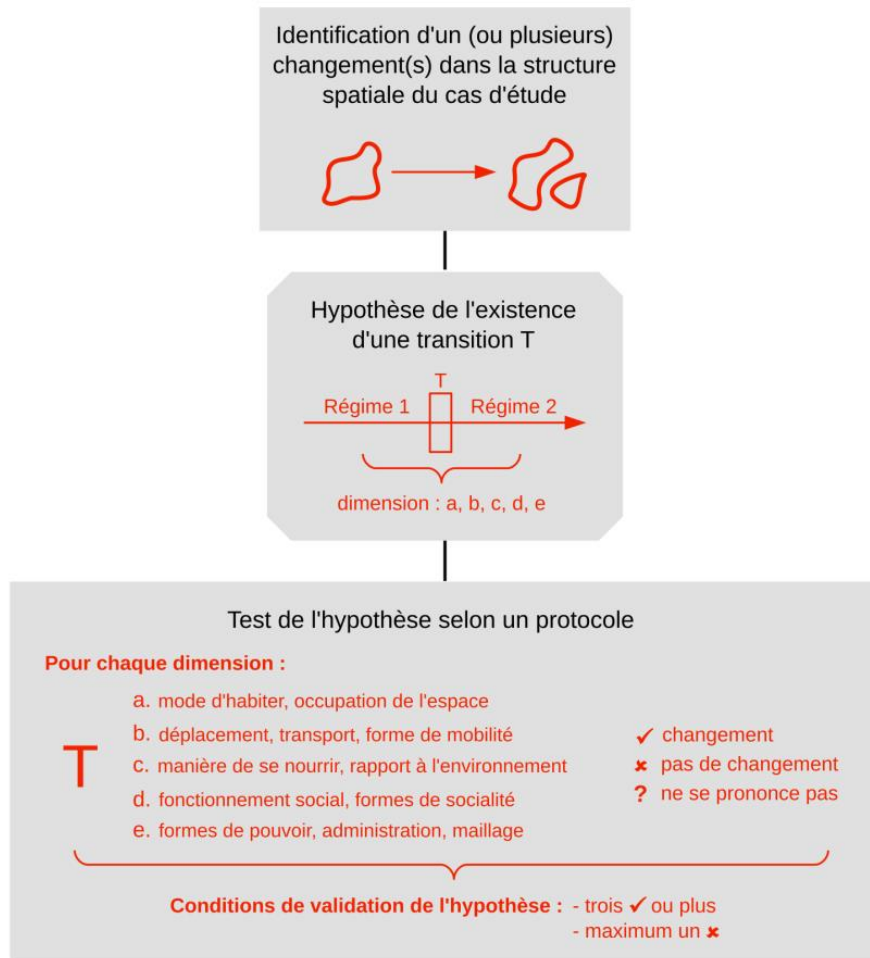 Identification d'un (ou plusieurs)
changement(s) dans la structure
spatiale du cas d'étude
Hypothèse de l'existence
d'une transition T
T
Régime 1
Régime 2
dimension : a, b, c, d, e
Test de l'hypothèse selon un protocole
Pour chaque dimension :
T
a. mode d'habiter, occupation de l'espace
b. déplacement, transport, forme de mobilité
c. manière de se nourrir, rapport à l'environnement
d. fonctionnement social, formes de socialité
e. formes de pouvoir, administration, maillage
✓ changement
✘ pas de changement
? ne se prononce pas
Conditions de validation de l'hypothèse : - trois ✓ ou plus
- maximum un ✘